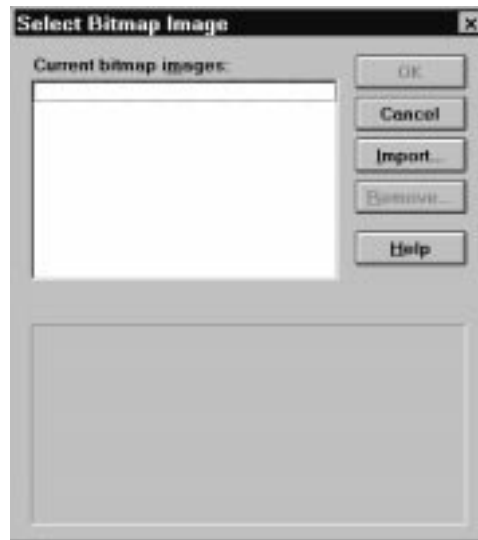 Select Bitmap Image
Current bitmap images:
OK
Cancel
Import...
Remove...
Help